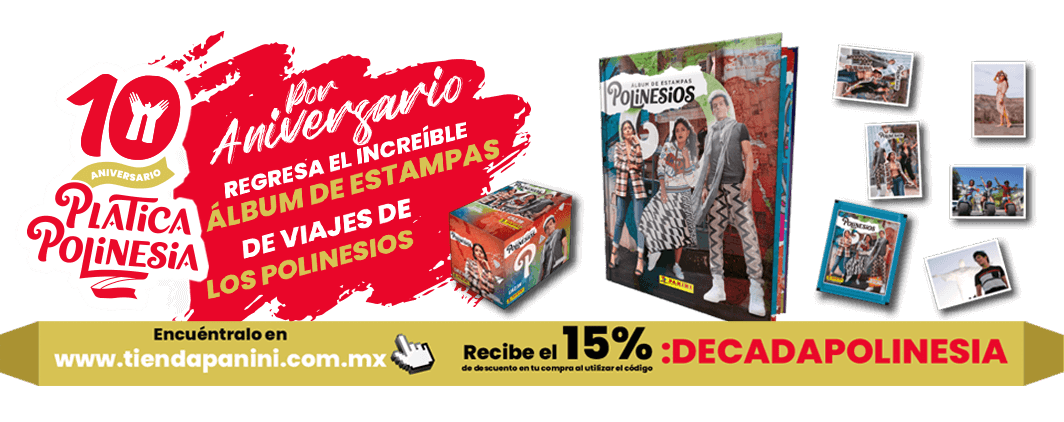 10
ANIVERSARIO
PLATICA
POLINESIA
Por
Aniversario
REGRESA EL INCREÍBLE
ÁLBUM DE ESTAMPAS
DE VIAJES DE
LOS POLINESIOS
ÁLBUM DE ESTAMPAS
POLINESIOS
PANINI
POLINESIOS
P
Encuéntralo en
www.tiendapanini.com.mx
Recibe el 15% :DECADAPOLINESIA
de descuento en tu compra al utilizar el código